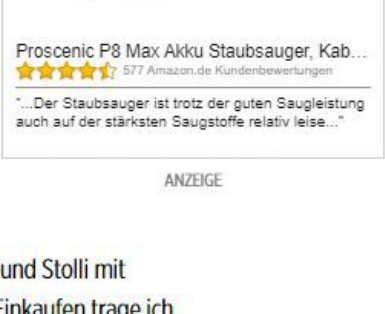 Proscenic P8 Max Akku Staubsauger, Kab...
577 Amazon.de Kundenbewertungen
"...Der Staubsauger ist trotz der guten Saugleistung
auch auf der stärksten Saugstoffe relativ leise..."
ANZEIGE
und Stolli mit
Einkaufen trage ich